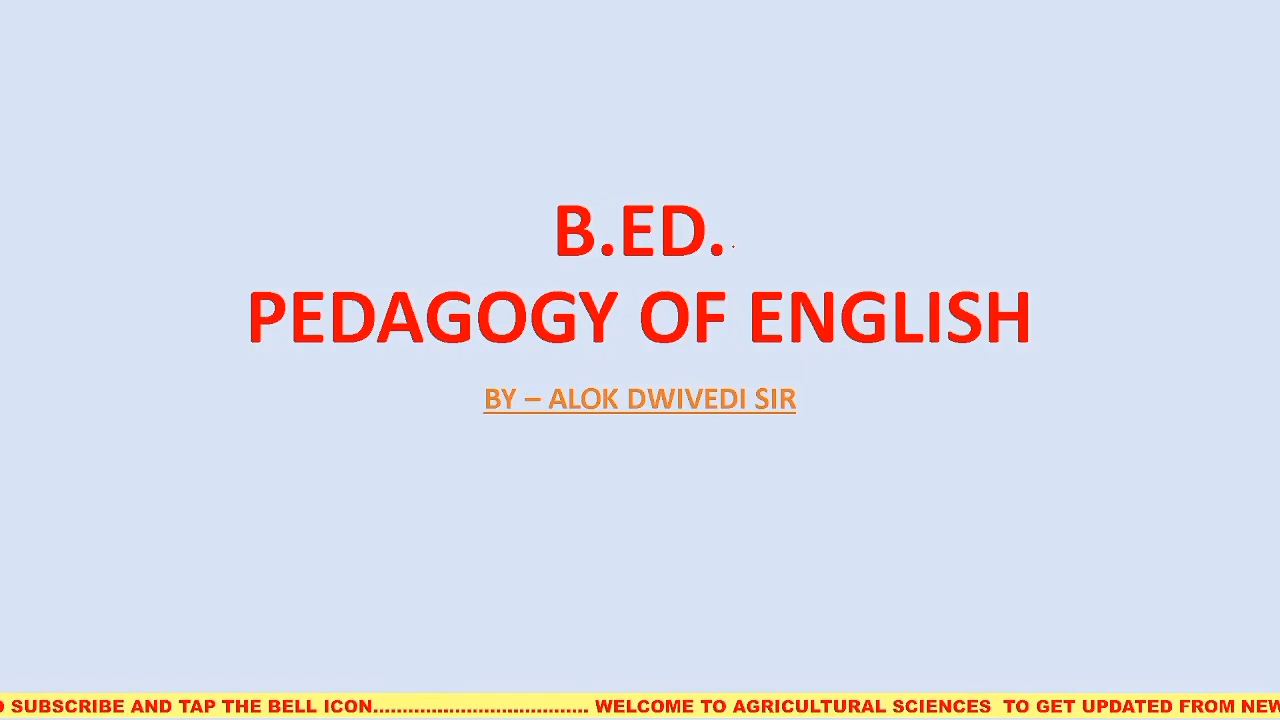 B.ED.
PEDAGOGY OF ENGLISH
BY – ALOK DWIVEDI SIR
SUBSCRIBE AND TAP THE BELL ICON..................................... WELCOME TO AGRICULTURAL SCIENCES TO GET UPDATED FROM NEW